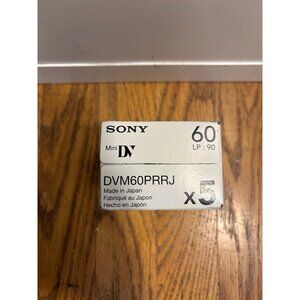 SONY
60
Mini DV
LP : 90
DVM60PRRJ
Made in Japan
Fabriqué au Japon
Hecho en Japón
x5